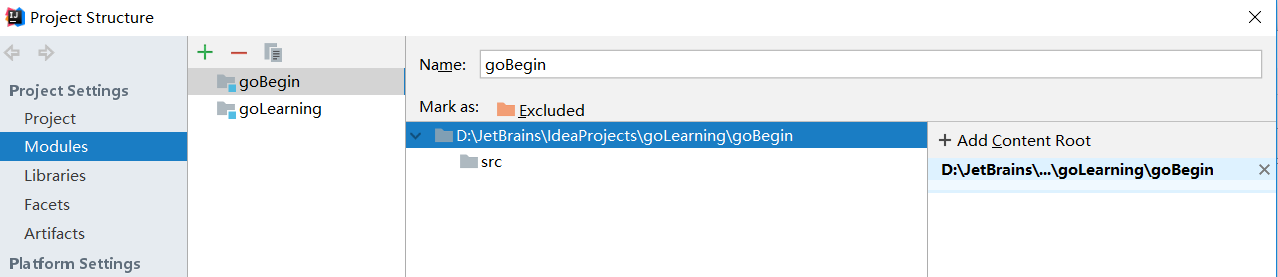 Project Structure
Project Settings
Project
Modules
Libraries
Facets
Artifacts
Platform Settings
goBegin
goLearning
Name: goBegin
Mark as: Excluded
D:\JetBrains\IdeaProjects\goLearning\goBegin
src
+ Add Content Root
D:\JetBrains\...\goLearning\goBegin